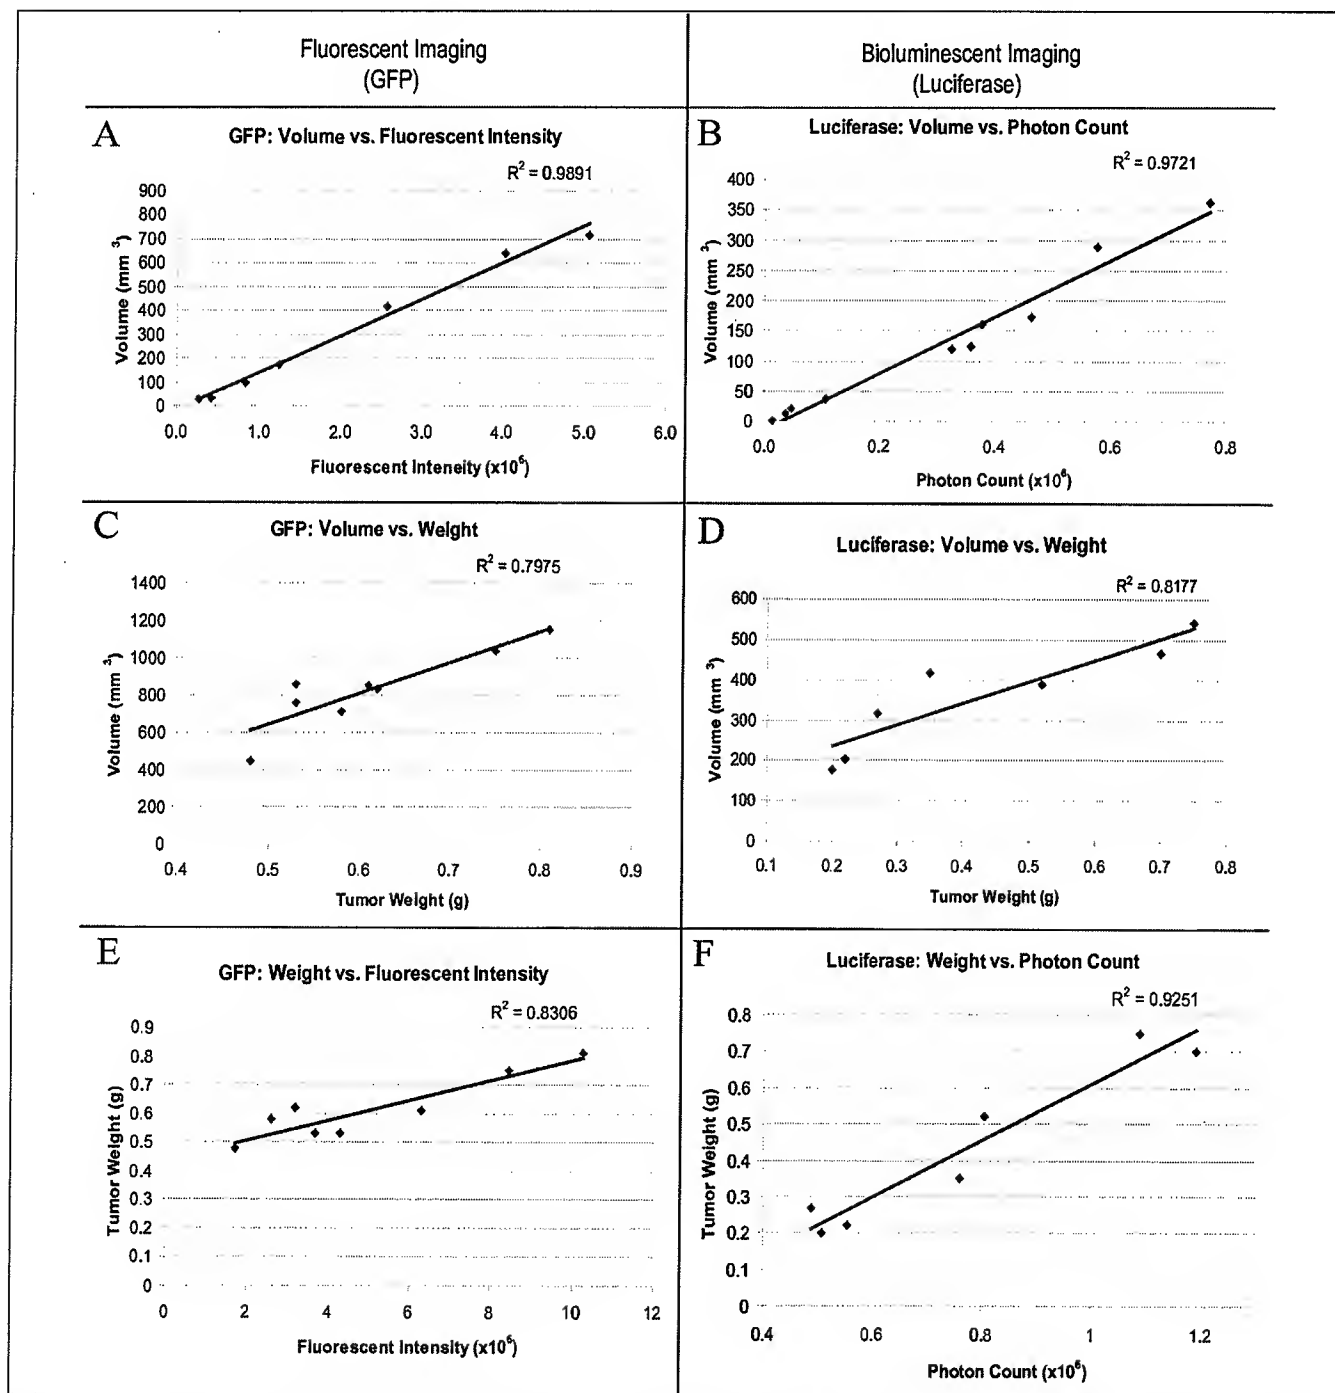 Fluorescent Imaging
(GFP)
Bioluminescent Imaging
(Luciferase)
A
GFP: Volume vs. Fluorescent Intensity
R² = 0.9891
Volume (mm ³)
900
800
700
600
500
400
300
200
100
0
0.0 1.0 2.0 3.0 4.0 5.0 6.0
Fluorescent Inteneity (x10⁶)
B
Luciferase: Volume vs. Photon Count
R² = 0.9721
Volume (mm ³)
400
350
300
250
200
150
100
50
0
0.0 0.2 0.4 0.6 0.8
Photon Count (x10⁶)
C
GFP: Volume vs. Weight
R² = 0.7975
Volume (mm ³)
1400
1200
1000
800
600
400
200
0
0.4 0.5 0.6 0.7 0.8 0.9
Tumor Weight (g)
D
Luciferase: Volume vs. Weight
R² = 0.8177
Volume (mm ³)
600
500
400
300
200
100
0
0.1 0.2 0.3 0.4 0.5 0.6 0.7 0.8
Tumor Weight (g)
E
GFP: Weight vs. Fluorescent Intensity
R² = 0.8306
Tumor Weight (g)
0.9
0.8
0.7
0.6
0.5
0.4
0.3
0.2
0.1
0
0 2 4 6 8 10 12
Fluorescent Intensity (x10⁶)
F
Luciferase: Weight vs. Photon Count
R² = 0.9251
Tumor Weight (g)
0.8
0.7
0.6
0.5
0.4
0.3
0.2
0.1
0
0.4 0.6 0.8 1 1.2
Photon Count (x10⁶)